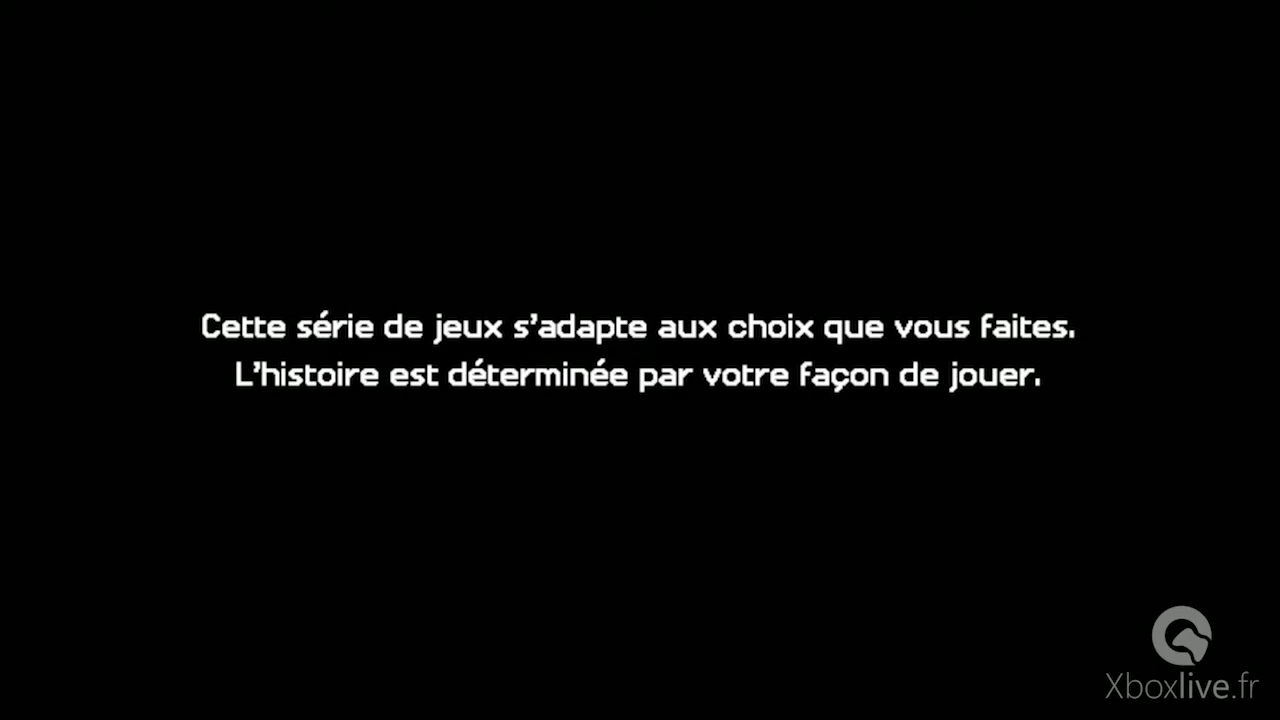 Cette série de jeux s'adapte aux choix que vous faites.
L'histoire est déterminée par votre façon de jouer.
Xboxlive.fr